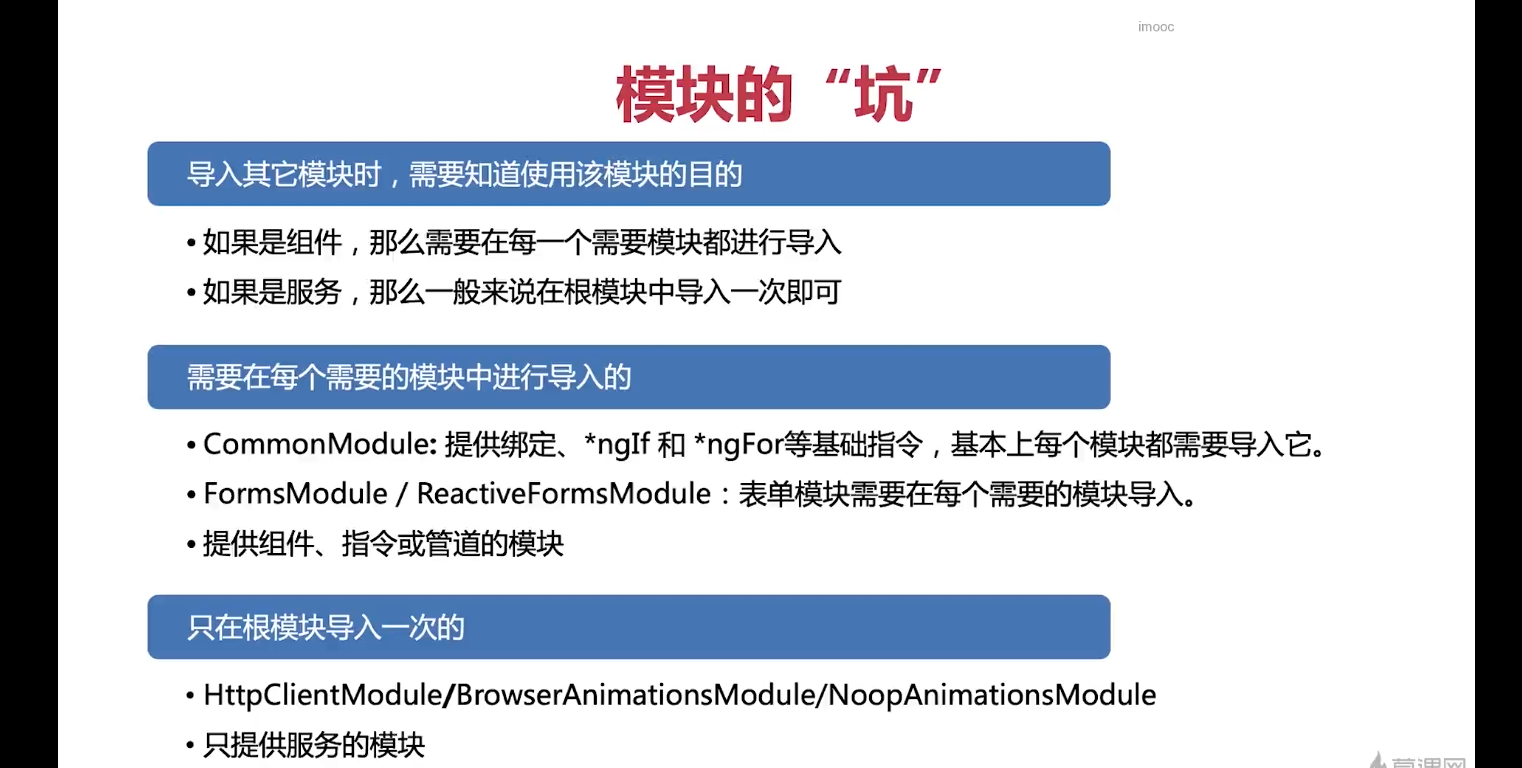 imooc
模块的“坑”
导入其它模块时，需要知道使用该模块的目的
• 如果是组件，那么需要在每一个需要模块都进行导入
• 如果是服务，那么一般来说在根模块中导入一次即可
需要在每个需要的模块中进行导入的
• CommonModule: 提供绑定、*ngIf 和 *ngFor等基础指令，基本上每个模块都需要导入它。
• FormsModule / ReactiveFormsModule：表单模块需要在每个需要的模块导入。
• 提供组件、指令或管道的模块
只在根模块导入一次的
• HttpClientModule/BrowserAnimationsModule/NoopAnimationsModule
• 只提供服务的模块
慕课网